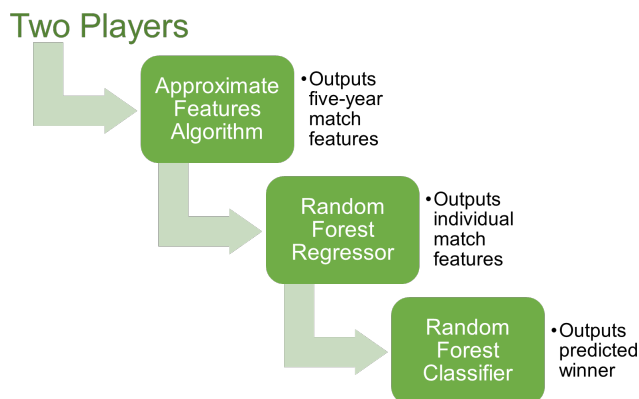 Two Players
Approximate
Features
Algorithm
•Outputs
five-year
match
features
Random
Forest
Regressor
•Outputs
individual
match
features
Random
Forest
Classifier
•Outputs
predicted
winner